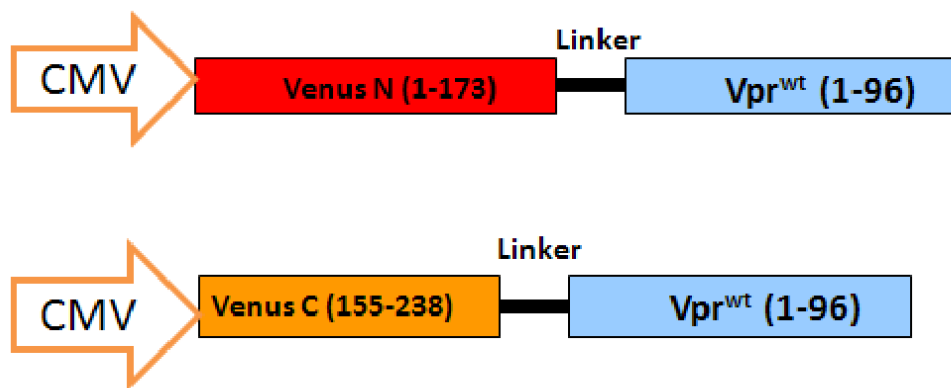 Linker
CMV Venus N (1-173) Vpr^wt (1-96)
Linker
CMV Venus C (155-238) Vpr^wt (1-96)